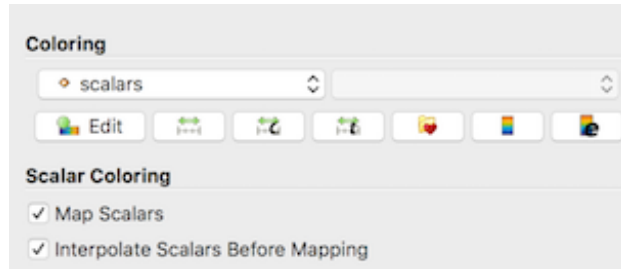 Coloring
scalars
Edit
Scalar Coloring
Map Scalars
Interpolate Scalars Before Mapping